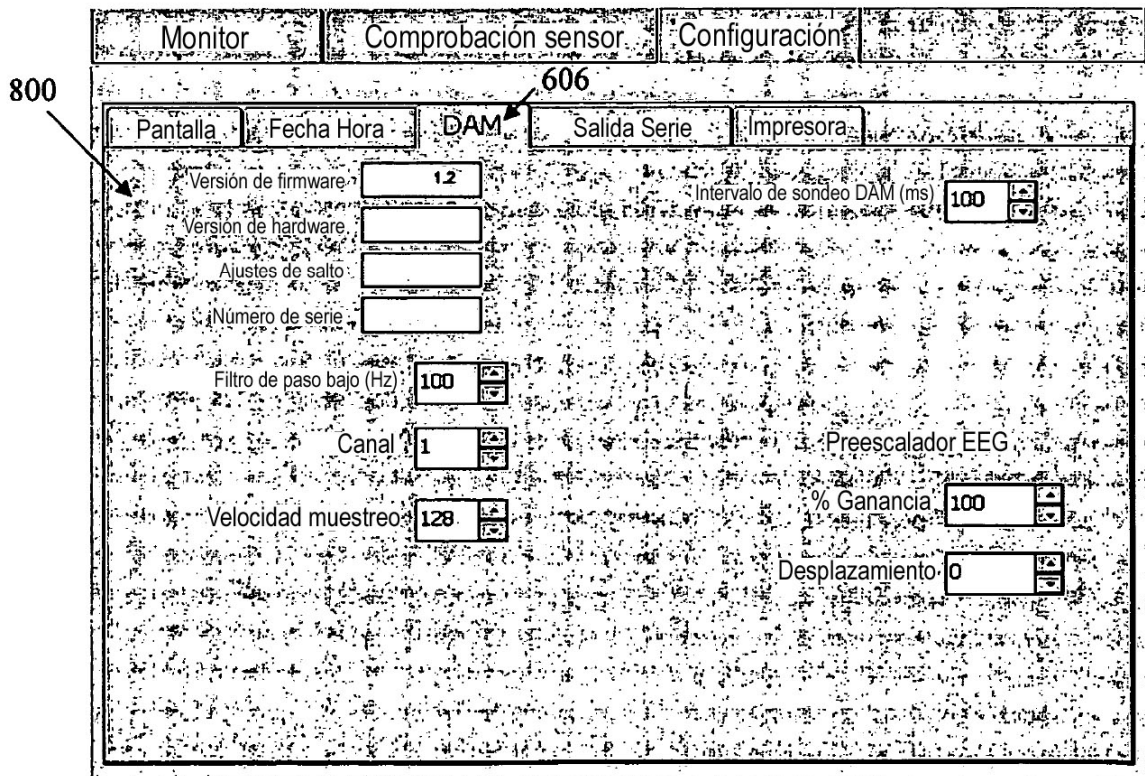 Monitor Comprobación sensor Configuración
800
606
Pantalla Fecha Hora DAM Salida Serie Impresora
Versión de firmware 1.2
Intervalo de sondeo DAM (ms) 100
Versión de hardware
Ajustes de salto
Número de serie
Filtro de paso bajo (Hz) 100
Canal 1
Preescalador EEG
Velocidad muestreo 128
% Ganancia 100
Desplazamiento 0